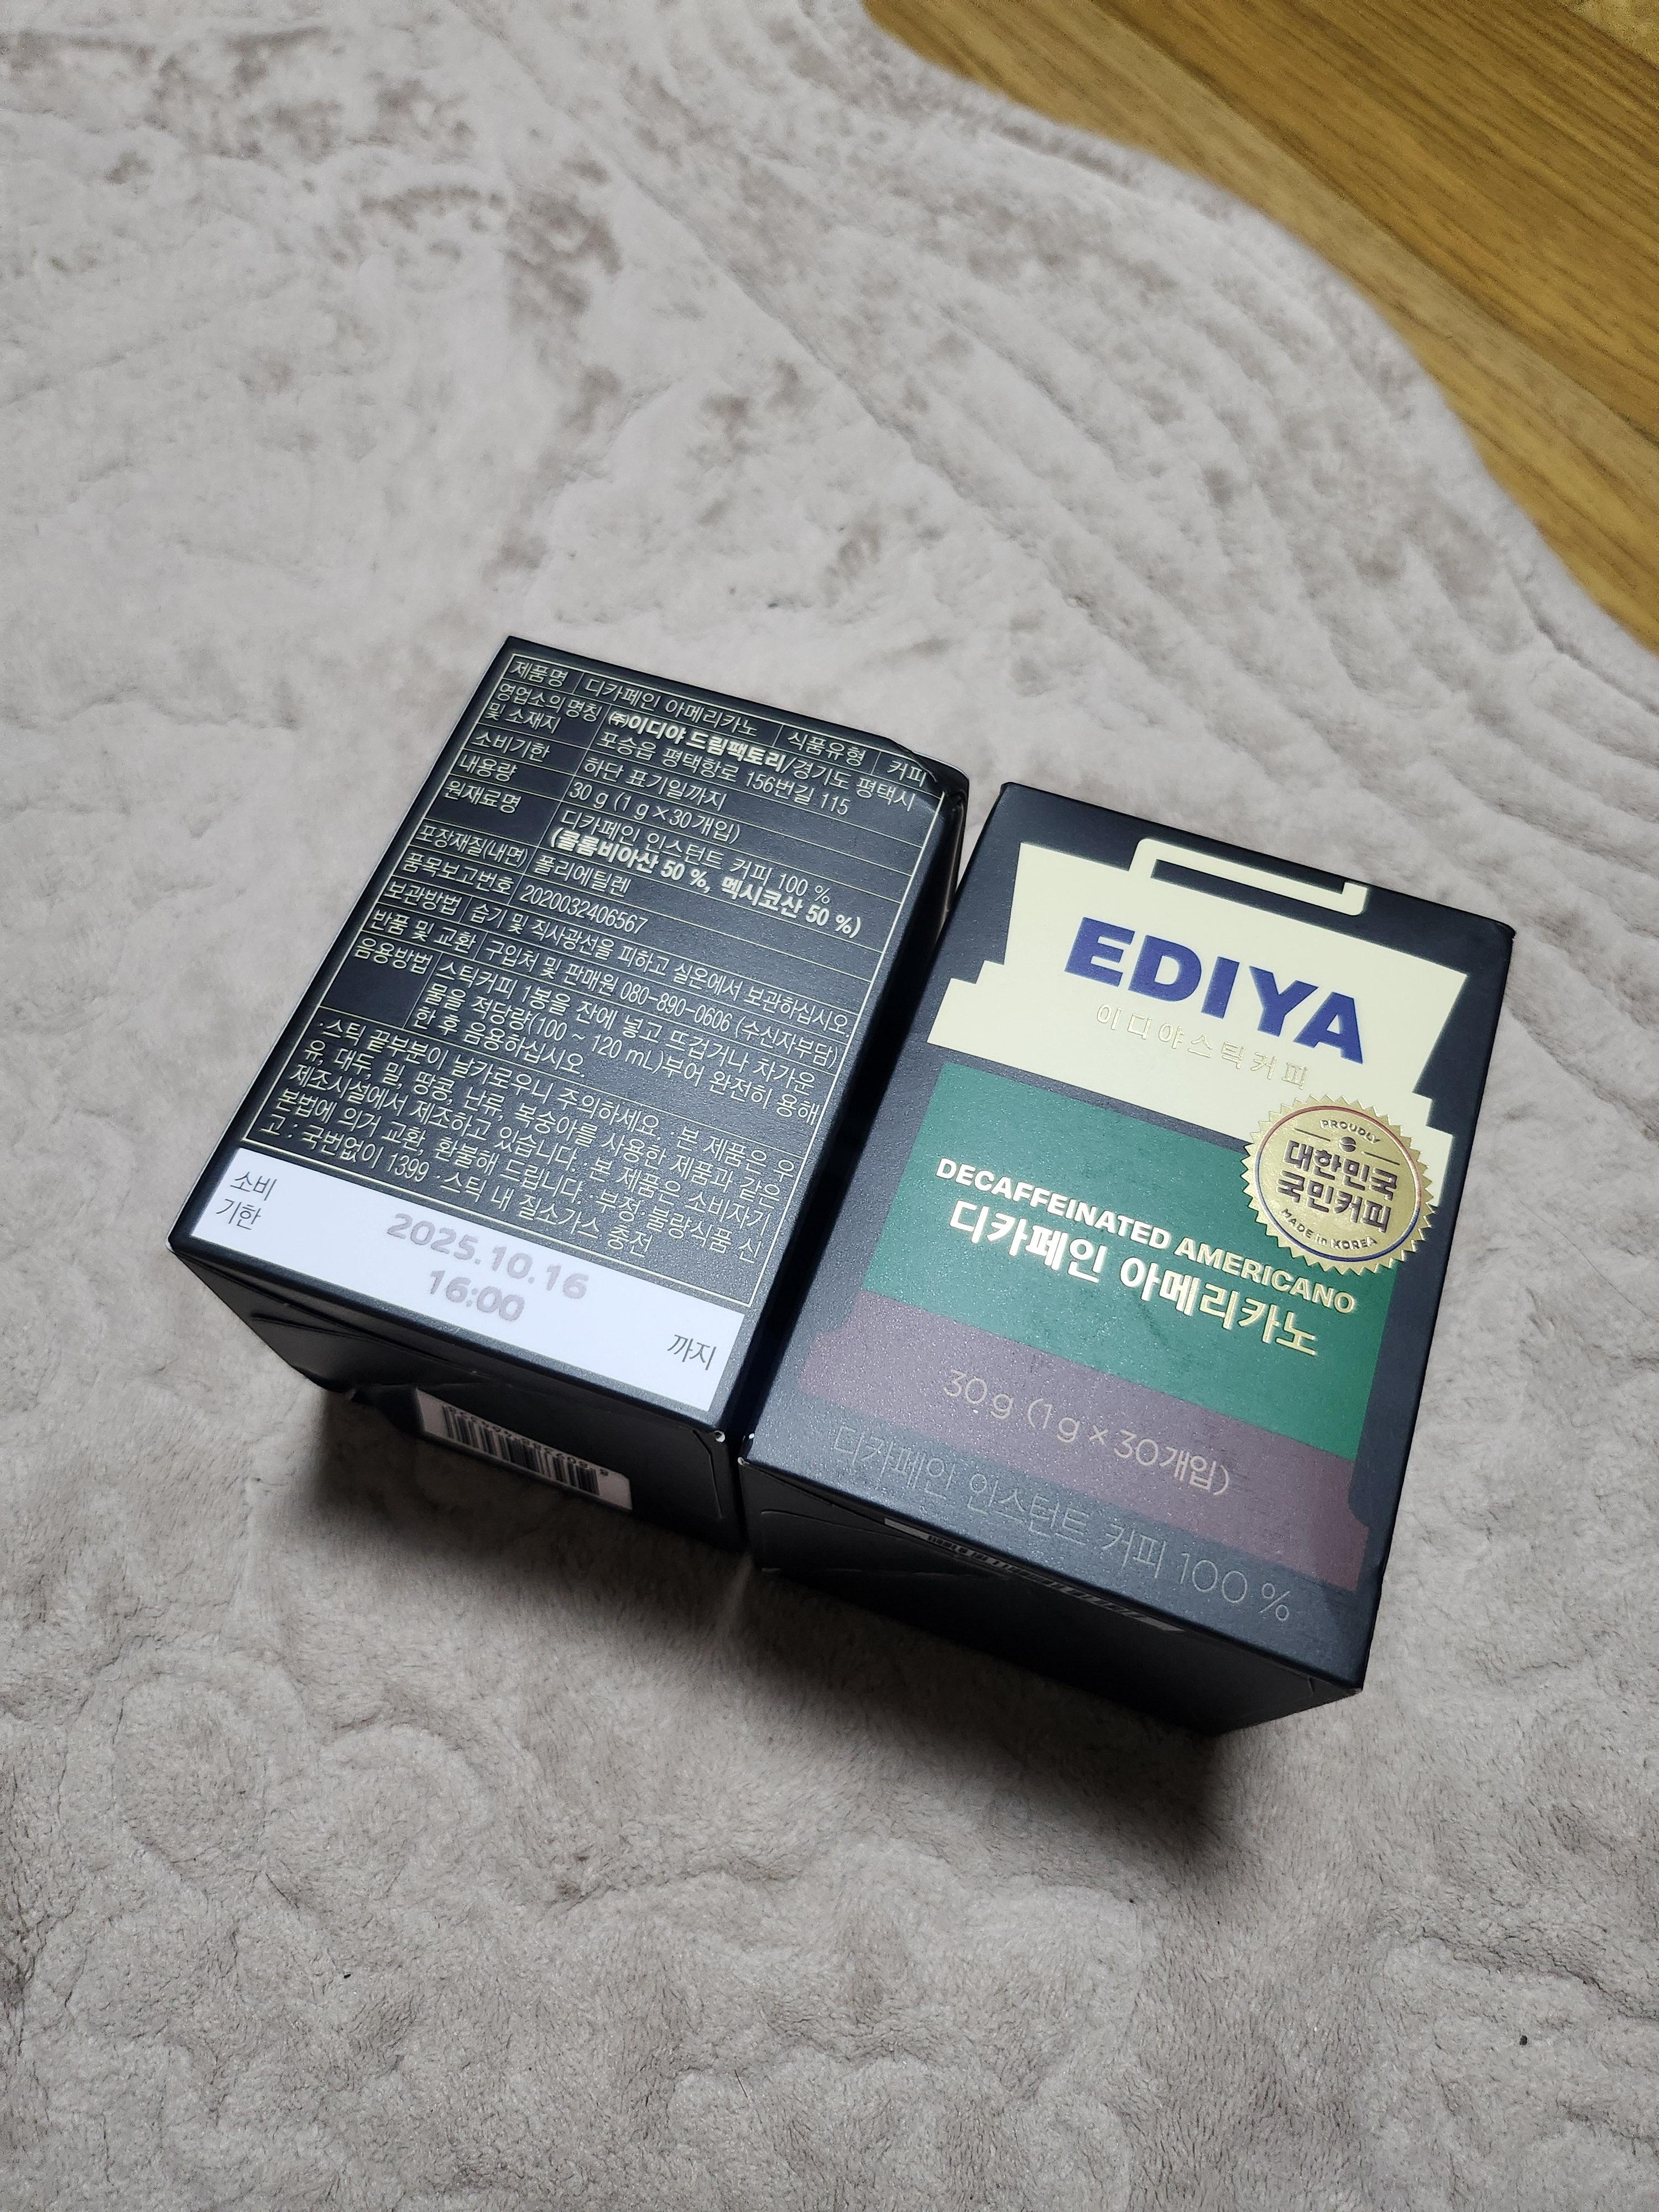 제품명 디카페인 아메리카노 식품유형 커피
영업소의 명칭 및 소재지 ㈜이디야 드림팩토리/경기도 평택시
포승읍 평택항로 156번길 115
소비기한 하단 표기일까지
내용량 30 g (1 g × 30개입)
원재료명 디카페인 인스턴트 커피 100 %
(콜롬비아산 50 %, 멕시코산 50 %)
포장재질(내면) 폴리에틸렌
품목보고번호 2020032406567
보관방법 습기 및 직사광선을 피하고 실온에서 보관하십시오.
반품 및 교환 구입처 및 판매원 080-890-0606 (수신자부담)
음용방법 스틱커피 1봉을 잔에 넣고 뜨겁거나 차가운
물을 적당량(100 ~ 120 mL)부어 완전히 용해
한 후 음용하십시오.
·스틱 끝부분이 날카로우니 주의하세요. ·본 제품은 우
유, 대두, 밀, 땅콩, 난류, 복숭아를 사용한 제품과 같은
제조시설에서 제조하고 있습니다. ·본 제품은 소비자기
본법에 의거 교환, 환불해 드립니다. ·부정·불량식품 신
고 : 국번없이 1399 ·스틱 내 질소가스 충전
소비
기한
2025.10.16
16:00
까지
EDIYA
이디야스틱커피
PROUDLY
대한민국
국민커피
MADE in KOREA
DECAFFEINATED AMERICANO
디카페인 아메리카노
30 g (1 g × 30개입)
디카페인 인스턴트 커피 100 %